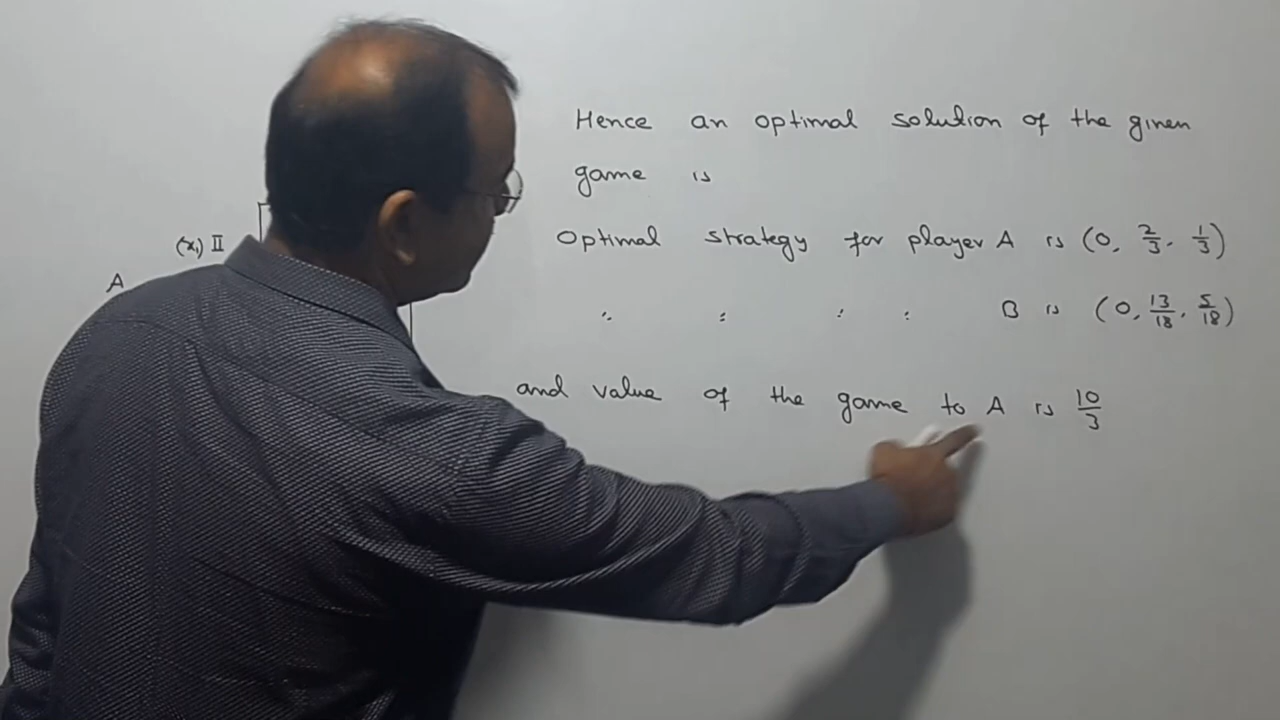 Hence an optimal solution of the given
game is
Optimal strategy for player A is (0, 2/3, 1/3)
" " " " B is (0, 13/18, 5/18)
and value of the game to A is 10/3
(x₁) II
A